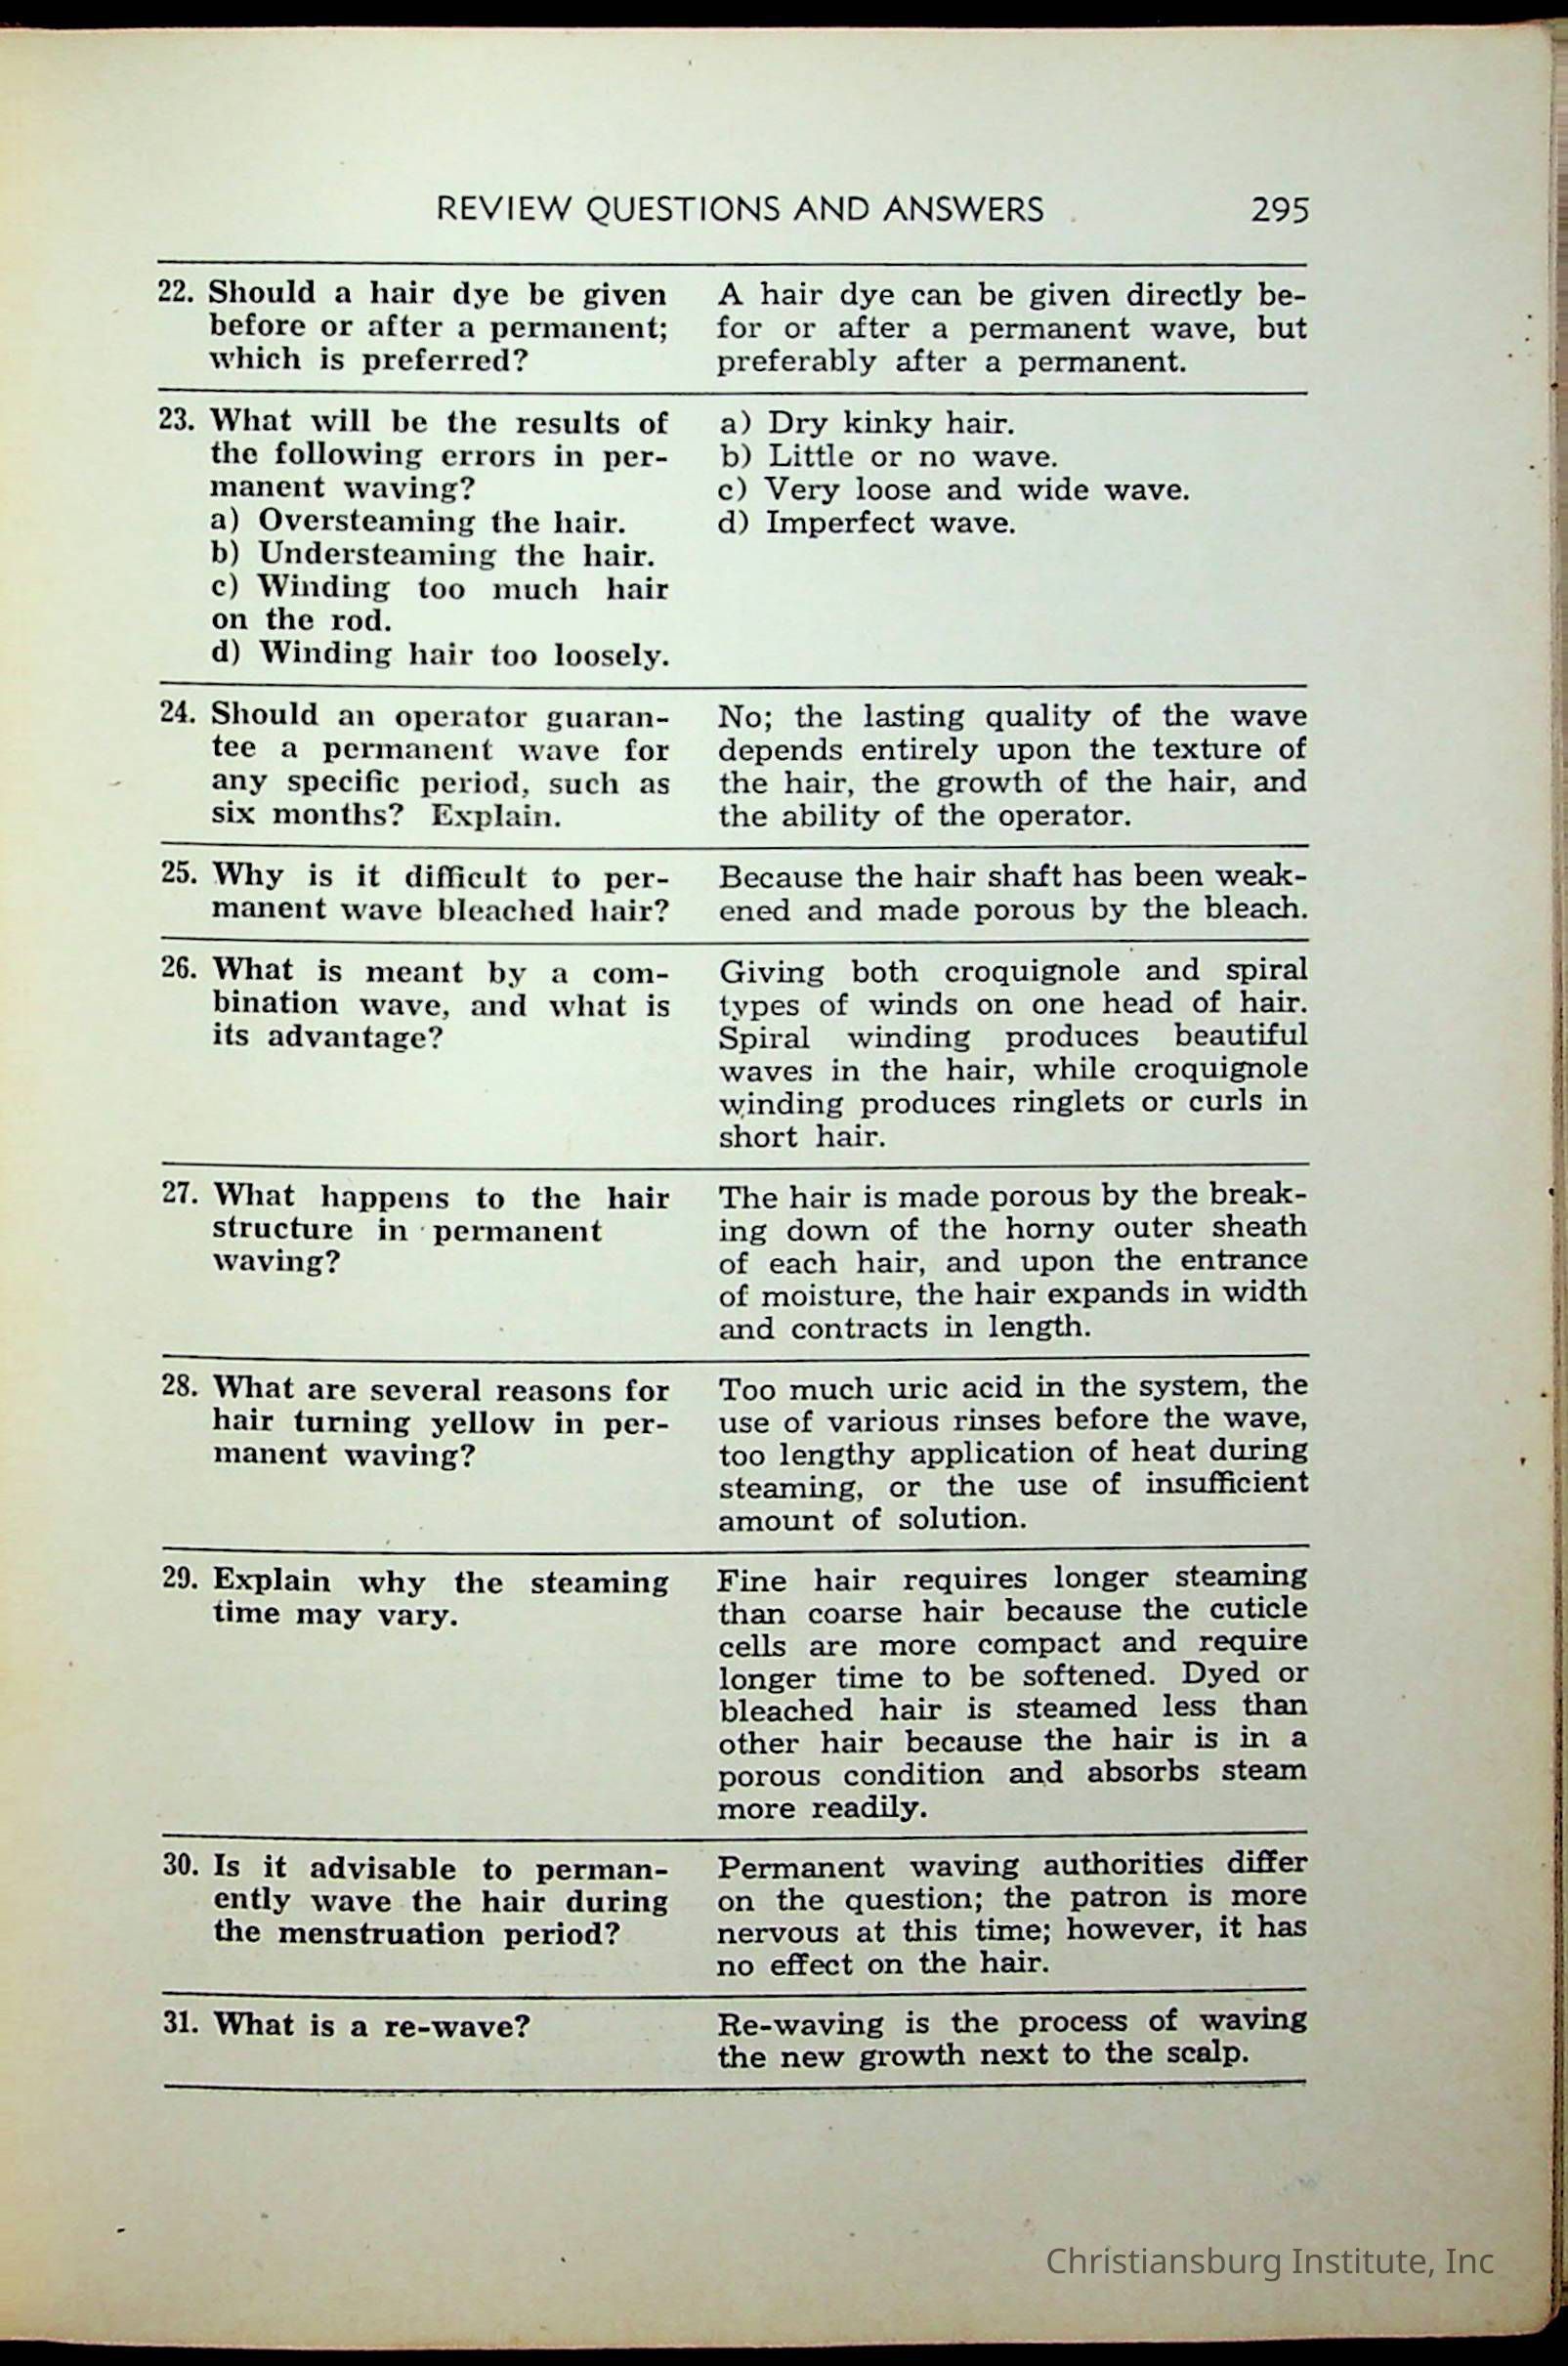 REVIEW QUESTIONS AND ANSWERS 295
22. Should a hair dye be given
before or after a permanent;
which is preferred?
A hair dye can be given directly be-
for or after a permanent wave, but
preferably after a permanent.
23. What will be the results of
the following errors in per-
manent waving?
a) Oversteaming the hair.
b) Understeaming the hair.
c) Winding too much hair
on the rod.
d) Winding hair too loosely.
a) Dry kinky hair.
b) Little or no wave.
c) Very loose and wide wave.
d) Imperfect wave.
24. Should an operator guaran-
tee a permanent wave for
any specific period, such as
six months? Explain.
No; the lasting quality of the wave
depends entirely upon the texture of
the hair, the growth of the hair, and
the ability of the operator.
25. Why is it difficult to per-
manent wave bleached hair?
Because the hair shaft has been weak-
ened and made porous by the bleach.
26. What is meant by a com-
bination wave, and what is
its advantage?
Giving both croquignole and spiral
types of winds on one head of hair.
Spiral winding produces beautiful
waves in the hair, while croquignole
winding produces ringlets or curls in
short hair.
27. What happens to the hair
structure in permanent
waving?
The hair is made porous by the break-
ing down of the horny outer sheath
of each hair, and upon the entrance
of moisture, the hair expands in width
and contracts in length.
28. What are several reasons for
hair turning yellow in per-
manent waving?
Too much uric acid in the system, the
use of various rinses before the wave,
too lengthy application of heat during
steaming, or the use of insufficient
amount of solution.
29. Explain why the steaming
time may vary.
Fine hair requires longer steaming
than coarse hair because the cuticle
cells are more compact and require
longer time to be softened. Dyed or
bleached hair is steamed less than
other hair because the hair is in a
porous condition and absorbs steam
more readily.
30. Is it advisable to perman-
ently wave the hair during
the menstruation period?
Permanent waving authorities differ
on the question; the patron is more
nervous at this time; however, it has
no effect on the hair.
31. What is a re-wave?
Re-waving is the process of waving
the new growth next to the scalp.
Christiansburg Institute, Inc